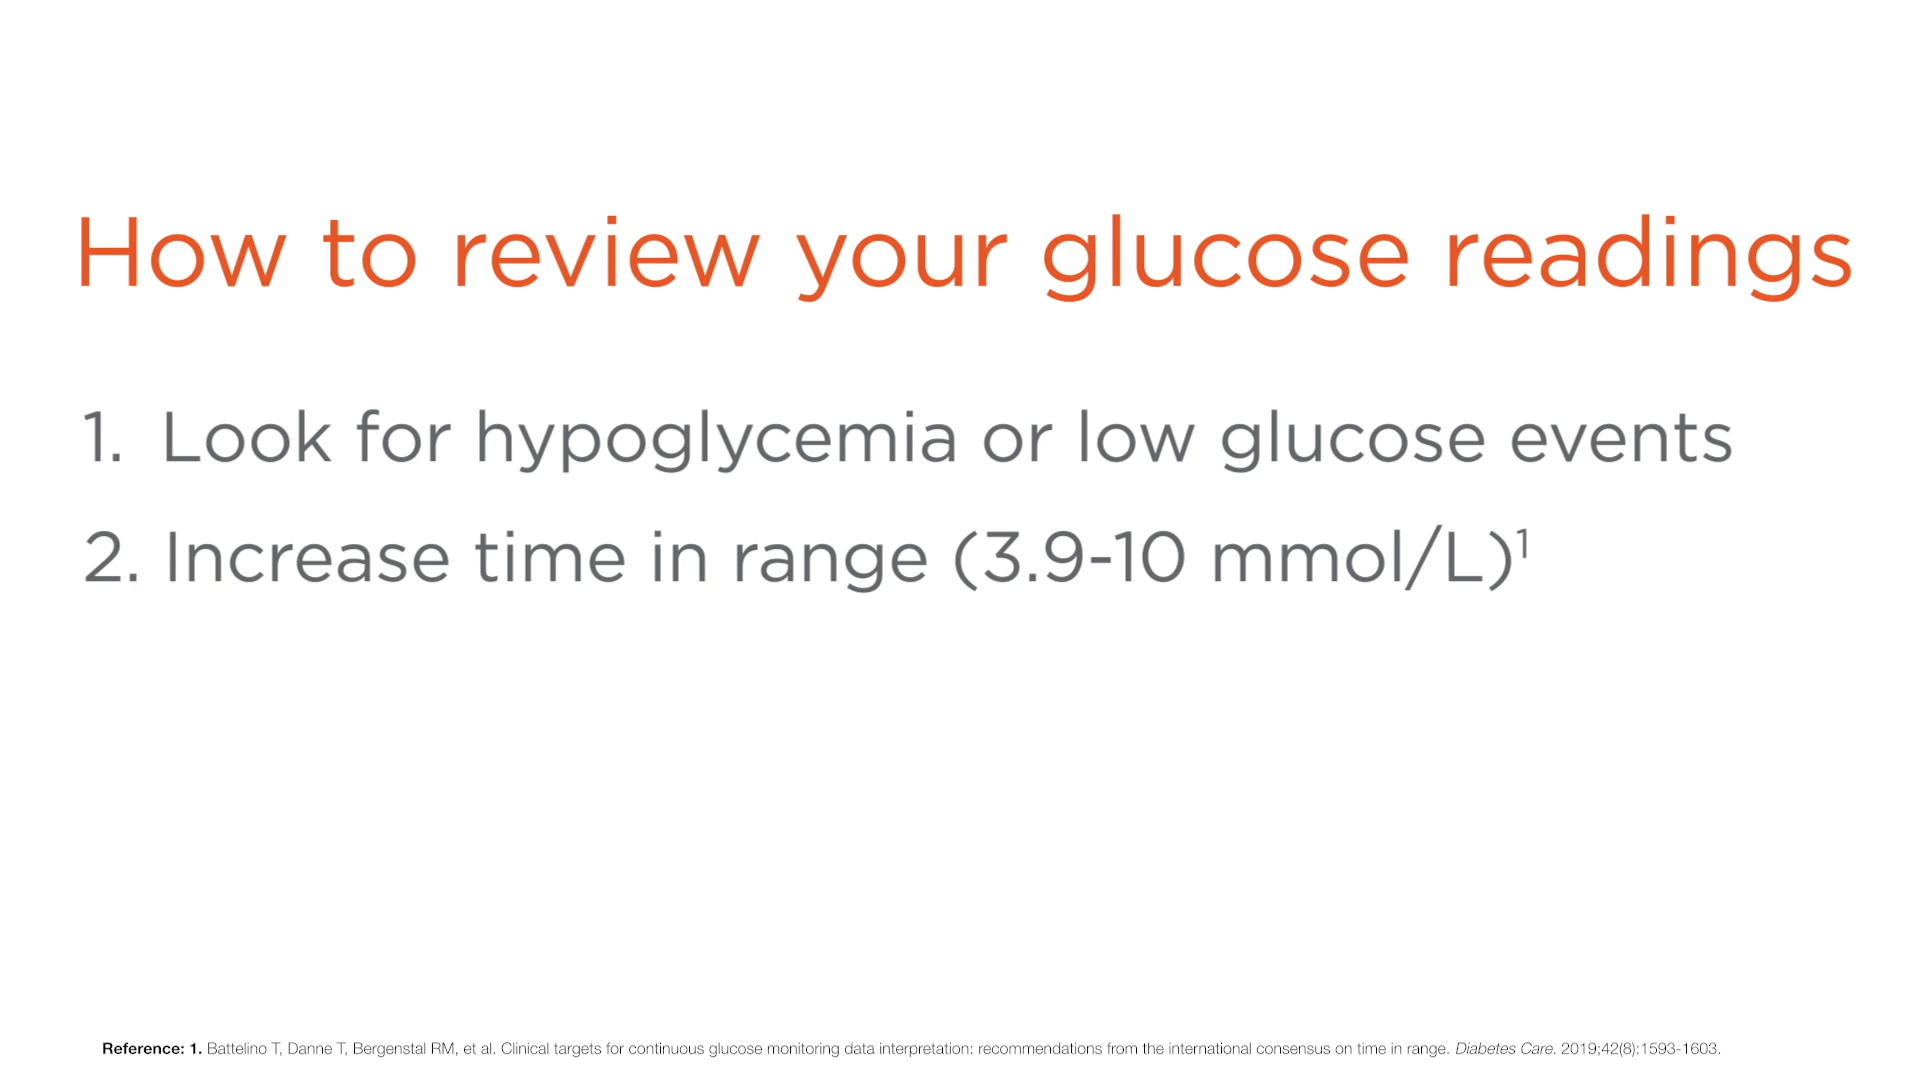 How to review your glucose readings
1. Look for hypoglycemia or low glucose events
2. Increase time in range (3.9-10 mmol/L)¹
Reference: 1. Battelino T, Danne T, Bergenstal RM, et al. Clinical targets for continuous glucose monitoring data interpretation: recommendations from the international consensus on time in range. Diabetes Care. 2019;42(8):1593-1603.